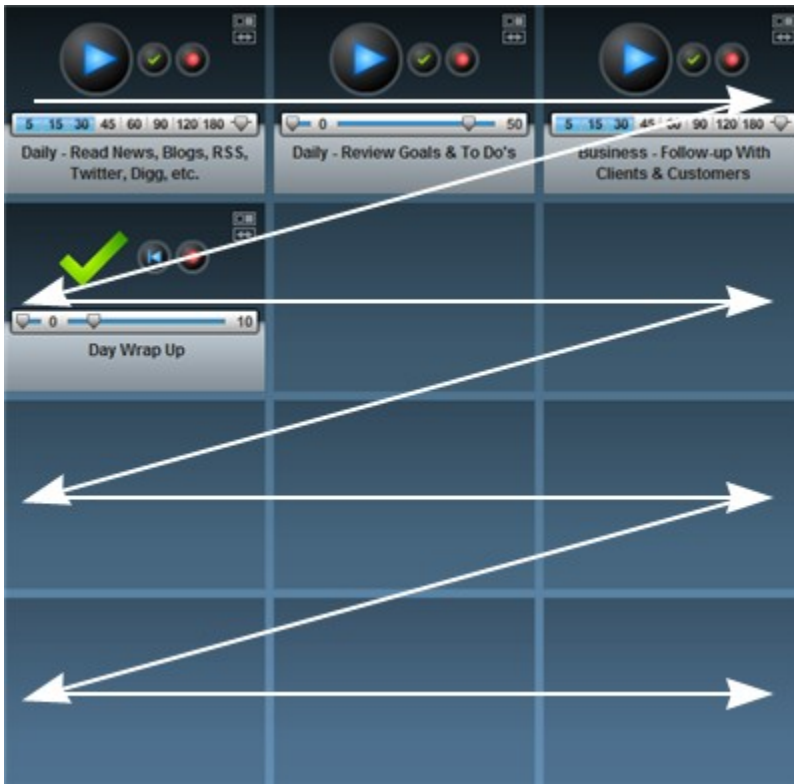 5 15 30 45 60 90 120 180
Daily - Read News, Blogs, RSS,
Twitter, Digg, etc.
0 50
Daily - Review Goals & To Do's
5 15 30 45 60 90 120 180
Business - Follow-up With
Clients & Customers
0 10
Day Wrap Up